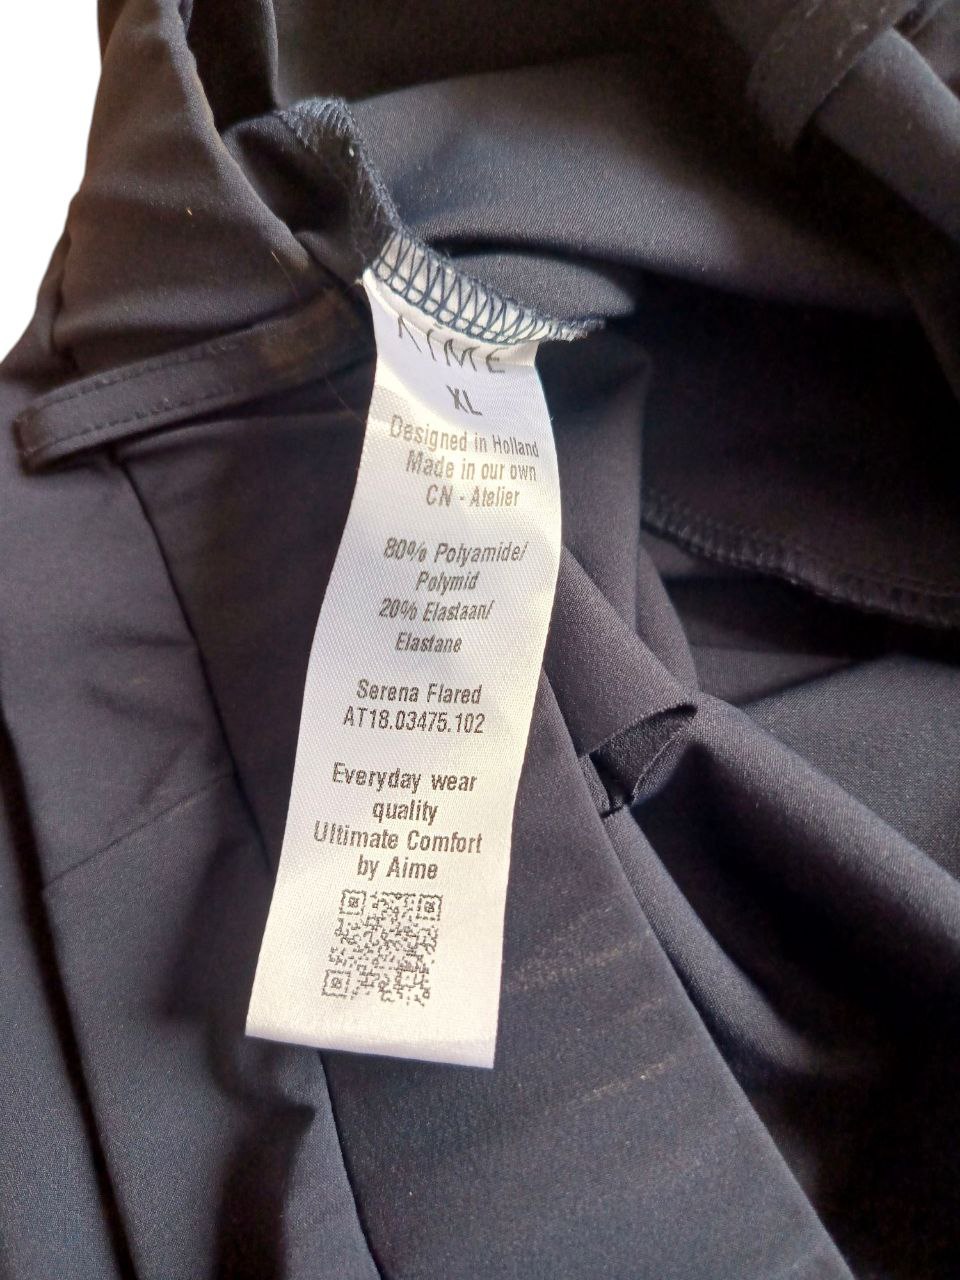 AIME
XL
Designed in Holland
Made in our own
CN - Atelier
80% Polyamide/
Polymid
20% Elastaan/
Elastane
Serena Flared
AT18.03475.102
Everyday wear
quality
Ultimate Comfort
by Aime